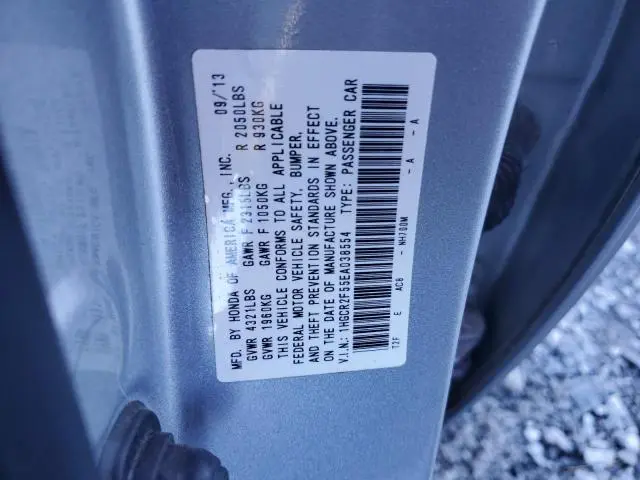 MFD. BY HONDA OF AMERICA MFG., INC. 09/'13
GVWR 4321LBS GAWR F 2315LBS R 2060LBS
GVWR 1960KG GAWR F 1050KG R 930KG
THIS VEHICLE CONFORMS TO ALL APPLICABLE
FEDERAL MOTOR VEHICLE SAFETY, BUMPER,
AND THEFT PREVENTION STANDARDS IN EFFECT
ON THE DATE OF MANUFACTURE SHOWN ABOVE.
V.I.N.: 1HGCR2F55EA038554 TYPE: PASSENGER CAR
T2F E AC8 - NH700M - A - A